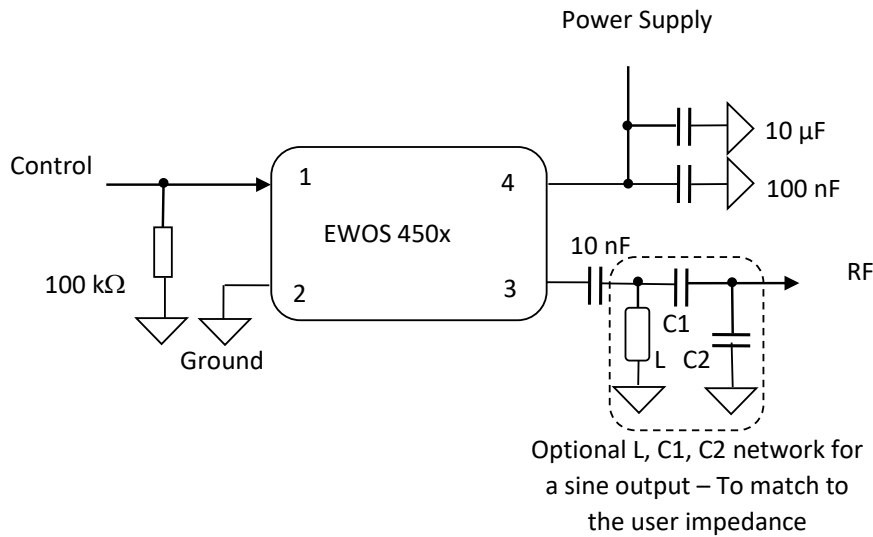 Power Supply
10 µF
Control
100 nF
1
4
EWOS 450x
10 nF
100 kΩ
2
3
RF
C1
L
C2
Ground
Optional L, C1, C2 network for
a sine output – To match to
the user impedance